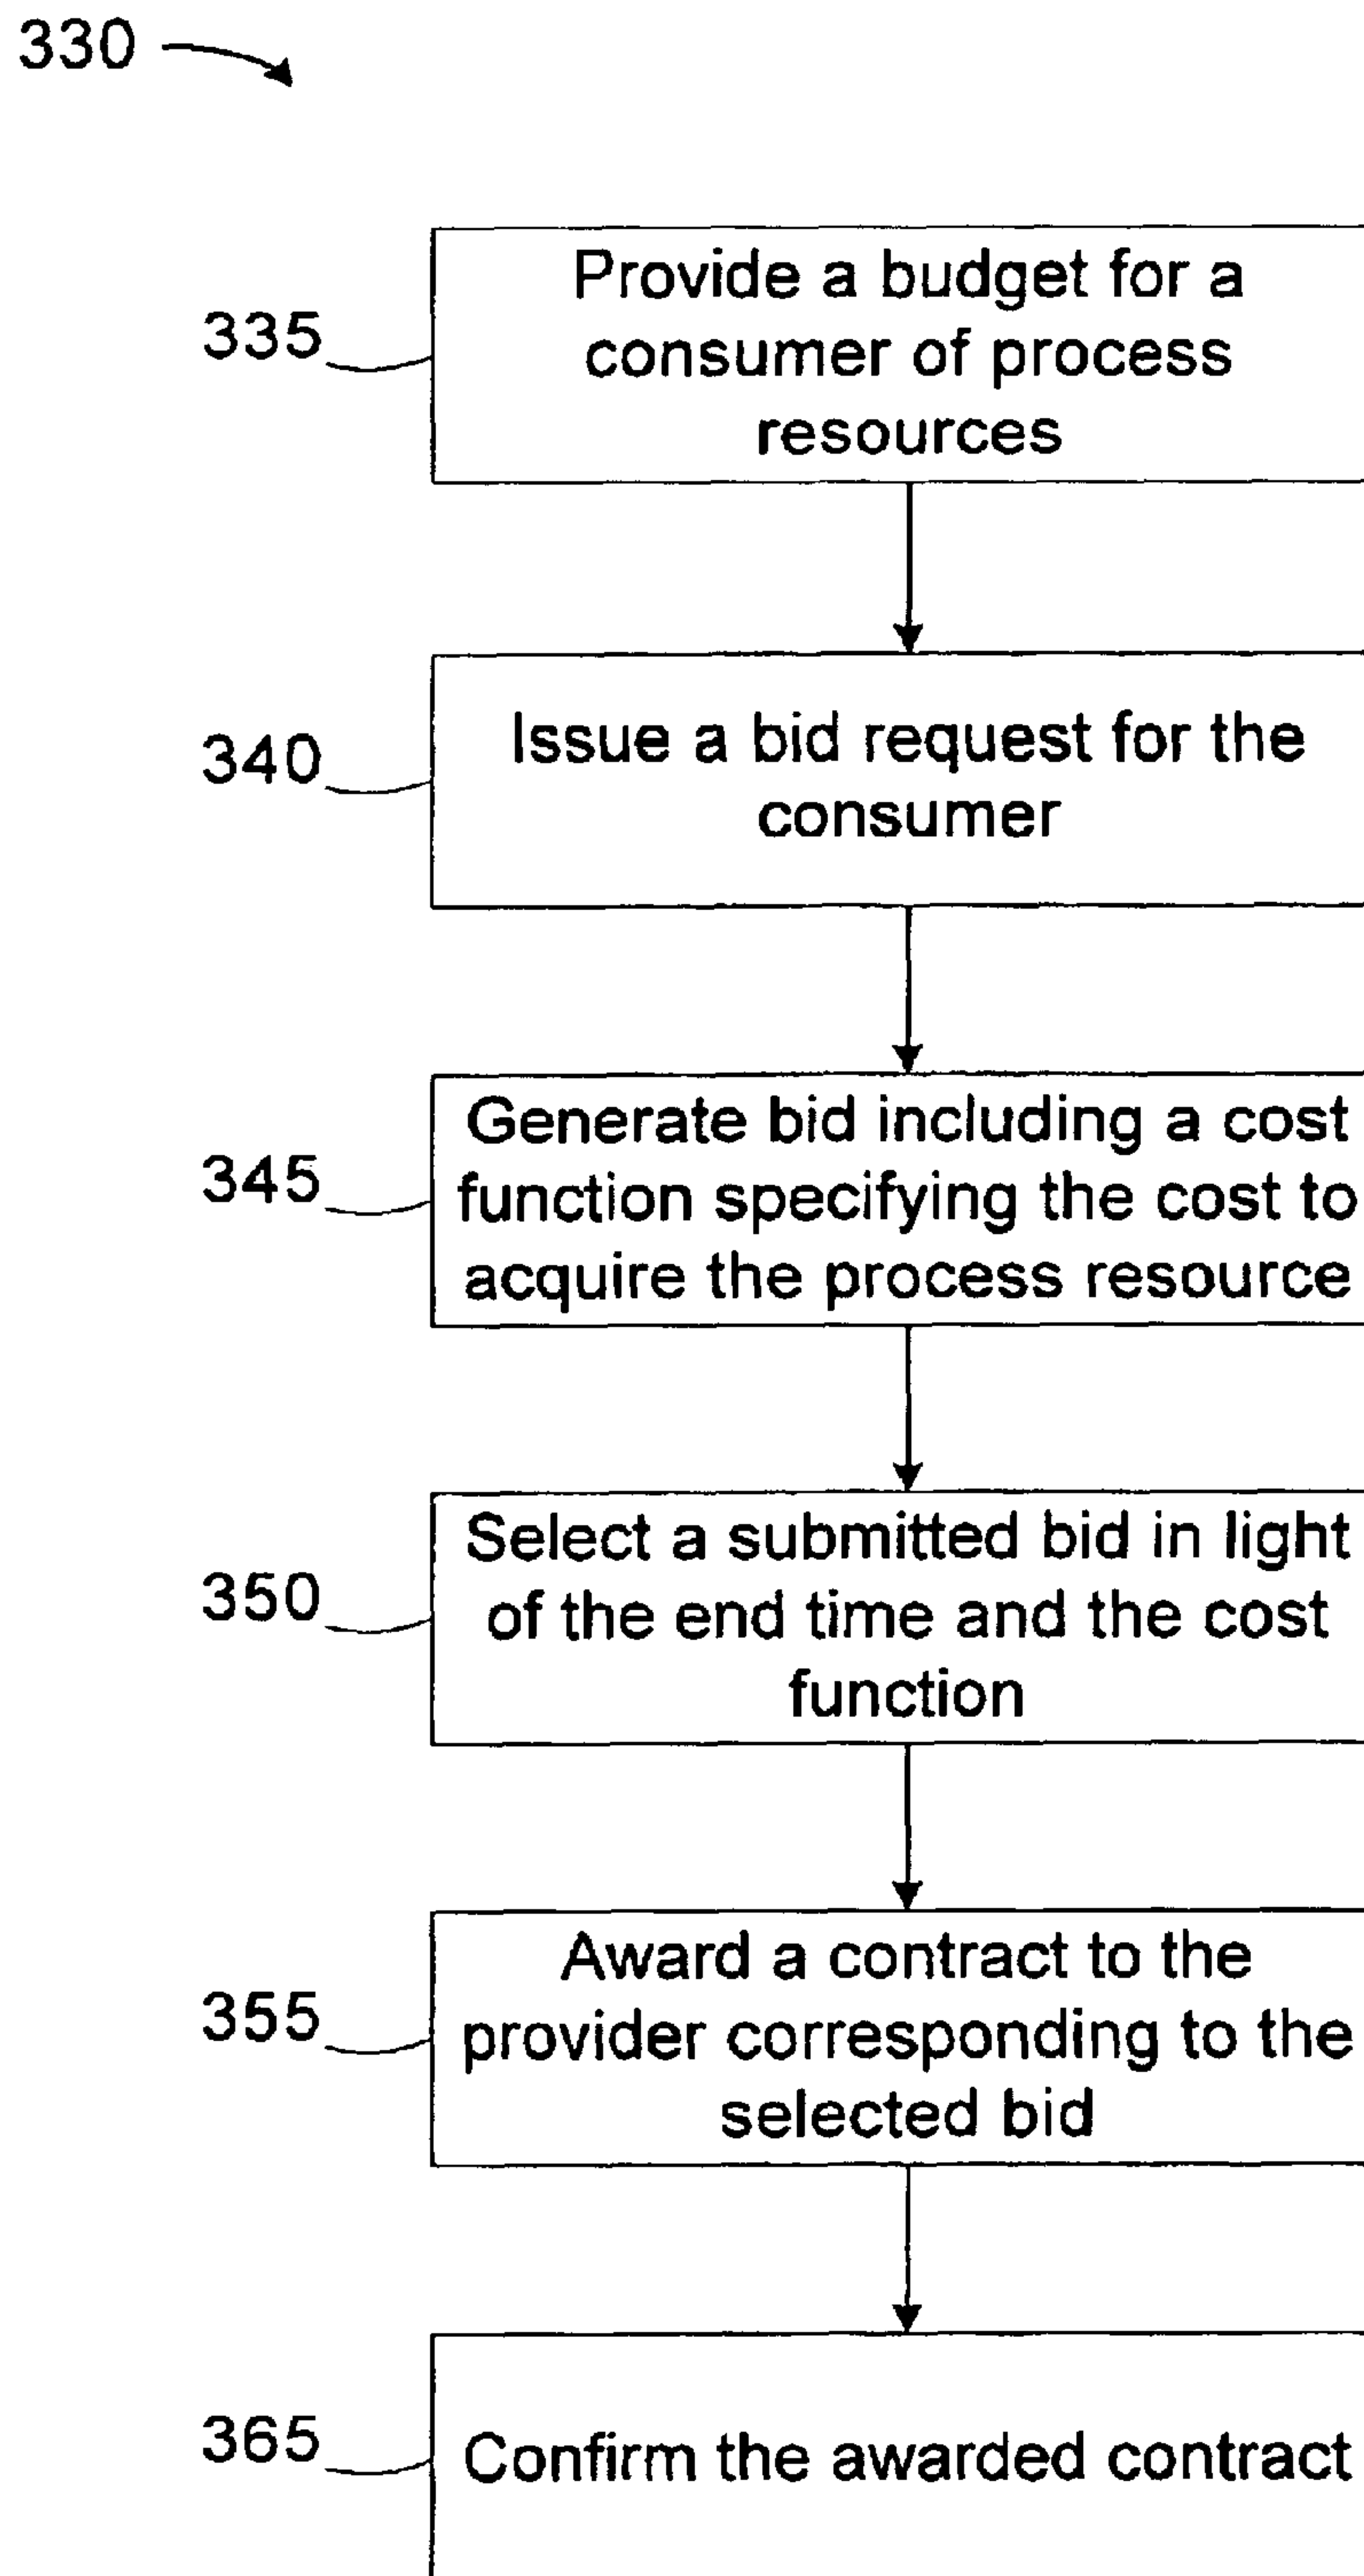 330
335
Provide a budget for a
consumer of process
resources
340
Issue a bid request for the
consumer
345
Generate bid including a cost
function specifying the cost to
acquire the process resource
350
Select a submitted bid in light
of the end time and the cost
function
355
Award a contract to the
provider corresponding to the
selected bid
365
Confirm the awarded contract